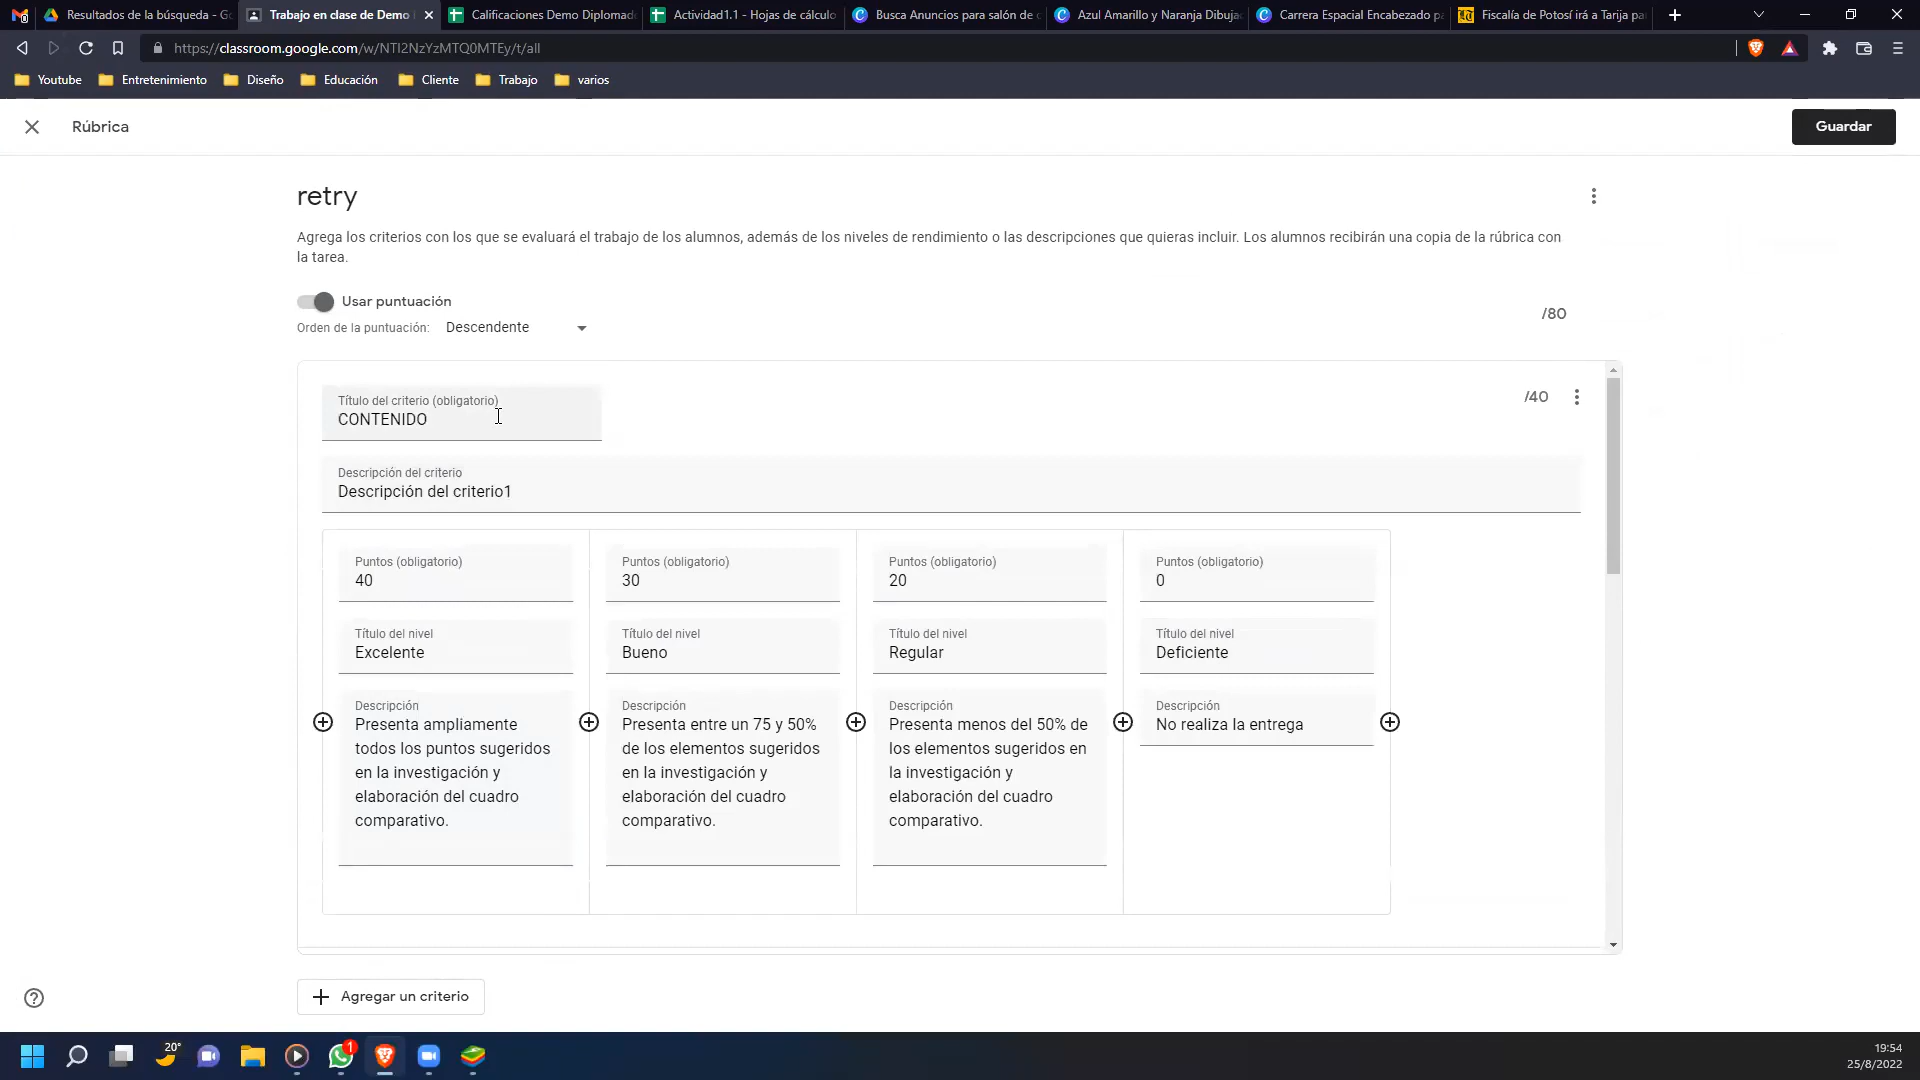 Resultados de la búsqueda - Go
Trabajo en clase de Demo
Calificaciones Demo Diplomad
Actividad1.1 - Hojas de cálculo
Busca Anuncios para salón de c
Azul Amarillo y Naranja Dibuja
Carrera Espacial Encabezado pa
Fiscalía de Potosí irá a Tarija pa
https://classroom.google.com/w/NTI2NzYzMTQ0MTEy/t/all
Youtube
Entretenimiento
Diseño
Educación
Cliente
Trabajo
varios
Rúbrica
Guardar
retry
Agrega los criterios con los que se evaluará el trabajo de los alumnos, además de los niveles de rendimiento o las descripciones que quieras incluir. Los alumnos recibirán una copia de la rúbrica con
la tarea.
Usar puntuación
Orden de la puntuación: Descendente
/80
Título del criterio (obligatorio)
CONTENIDO
/40
Descripción del criterio
Descripción del criterio1
Puntos (obligatorio)
40
Título del nivel
Excelente
Descripción
Presenta ampliamente
todos los puntos sugeridos
en la investigación y
elaboración del cuadro
comparativo.
Puntos (obligatorio)
30
Título del nivel
Bueno
Descripción
Presenta entre un 75 y 50%
de los elementos sugeridos
en la investigación y
elaboración del cuadro
comparativo.
Puntos (obligatorio)
20
Título del nivel
Regular
Descripción
Presenta menos del 50% de
los elementos sugeridos en
la investigación y
elaboración del cuadro
comparativo.
Puntos (obligatorio)
0
Título del nivel
Deficiente
Descripción
No realiza la entrega
Agregar un criterio
20°
1
19:54
25/8/2022